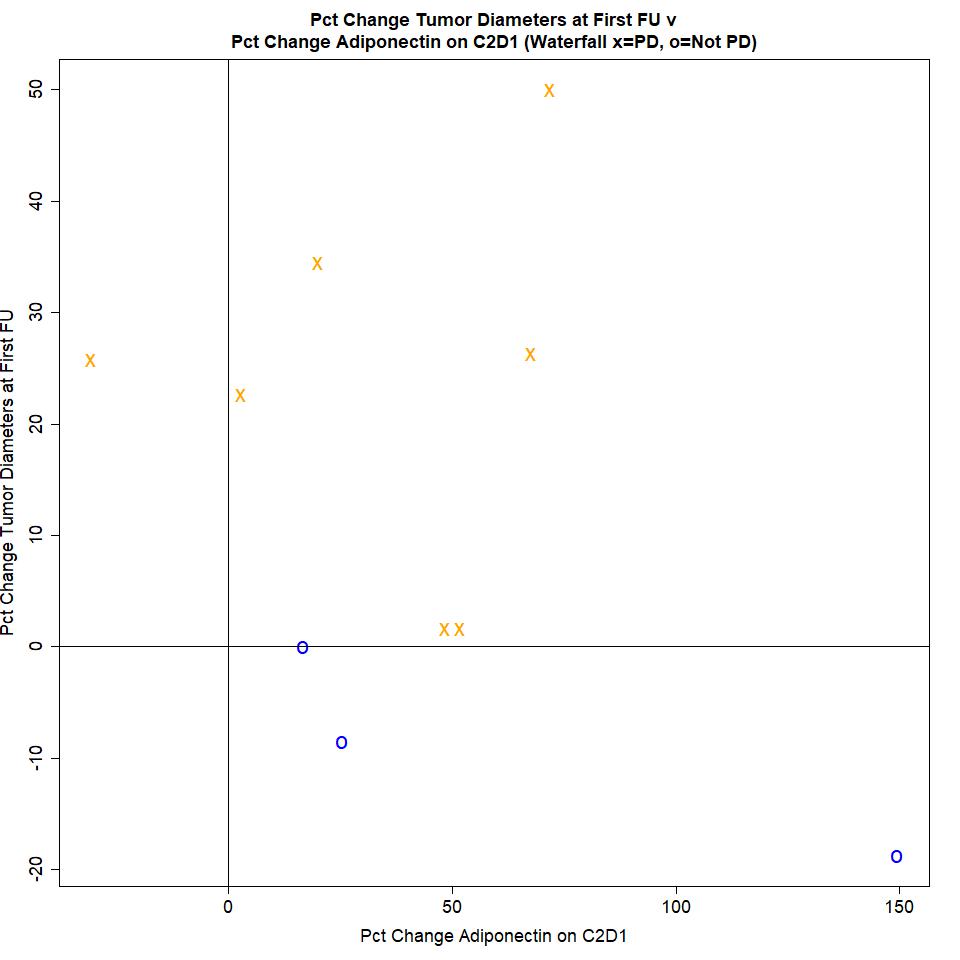 Pct Change Tumor Diameters at First FU v
Pct Change Adiponectin on C2D1 (Waterfall x=PD, o=Not PD)
Pct Change Tumor Diameters at First FU
50
40
30
20
10
0
-10
-20
X
X
X
X
X
X X
O
O
O
0 50 100 150
Pct Change Adiponectin on C2D1